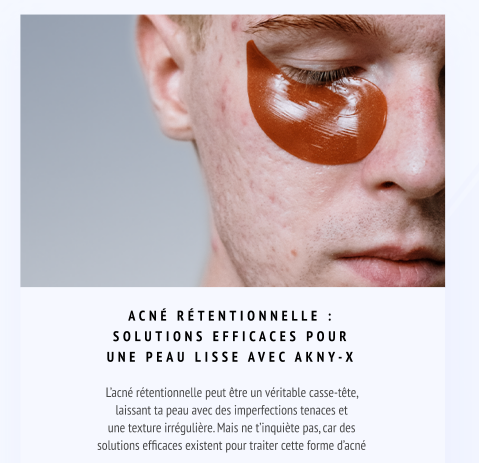 ACNÉ RÉTENTIONNELLE :
SOLUTIONS EFFICACES POUR
UNE PEAU LISSE AVEC AKNY-X
L'acné rétentionnelle peut être un véritable casse-tête,
laissant ta peau avec des imperfections tenaces et
une texture irrégulière. Mais ne t'inquiète pas, car des
solutions efficaces existent pour traiter cette forme d'acné